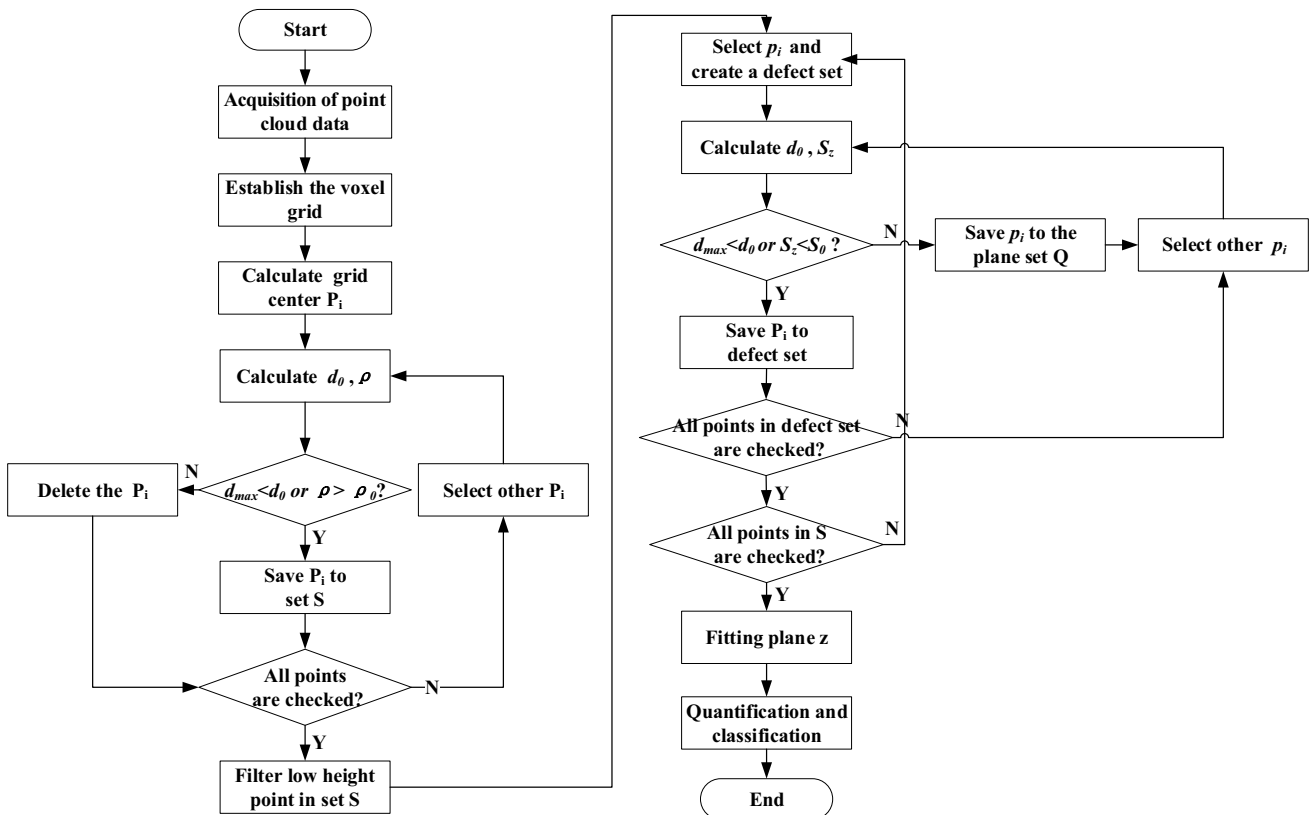 Start
Acquisition of point
cloud data
Establish the voxel
grid
Calculate grid
center Pᵢ
Calculate d₀ , ρ
d_max<d₀ or ρ> ρ₀?
N
Delete the Pᵢ
Select other Pᵢ
Y
Save Pᵢ to
set S
All points
are checked?
N
Y
Filter low height
point in set S
Select pᵢ and
create a defect set
Calculate d₀ , S_z
d_max<d₀ or S_z<S₀ ?
N
Save pᵢ to the
plane set Q
Select other pᵢ
Y
Save Pᵢ to
defect set
All points in defect set
are checked?
N
Y
All points in S
are checked?
N
Y
Fitting plane z
Quantification and
classification
End